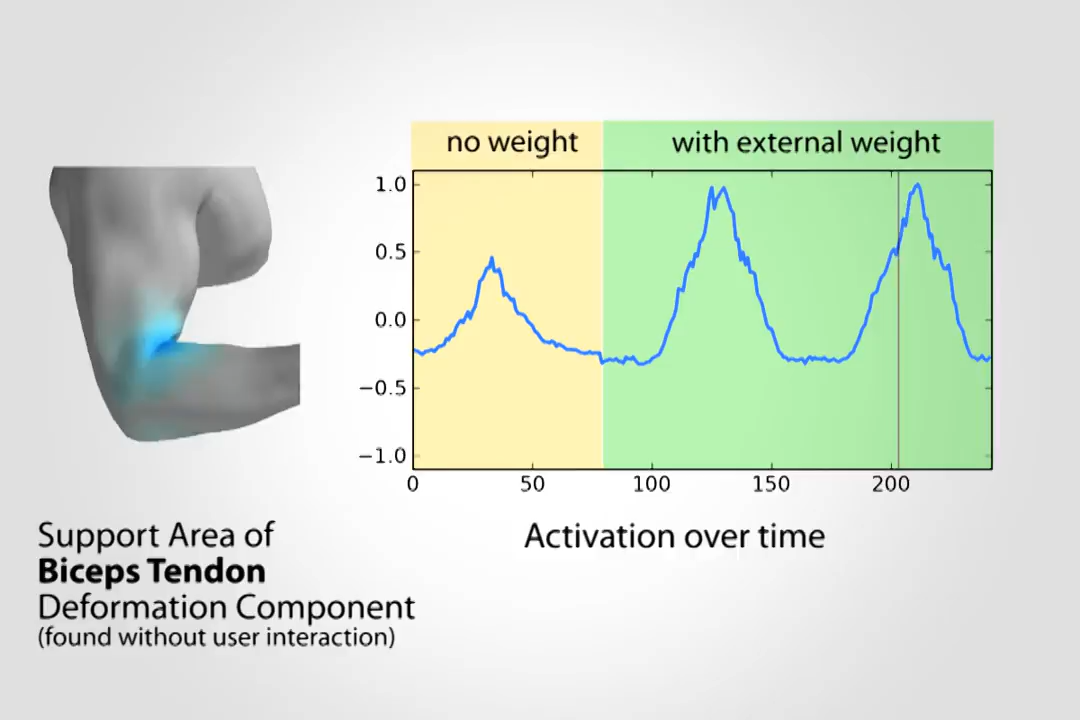 no weight
with external weight
1.0
0.5
0.0
−0.5
−1.0
0 50 100 150 200
Activation over time
Support Area of
Biceps Tendon
Deformation Component
(found without user interaction)